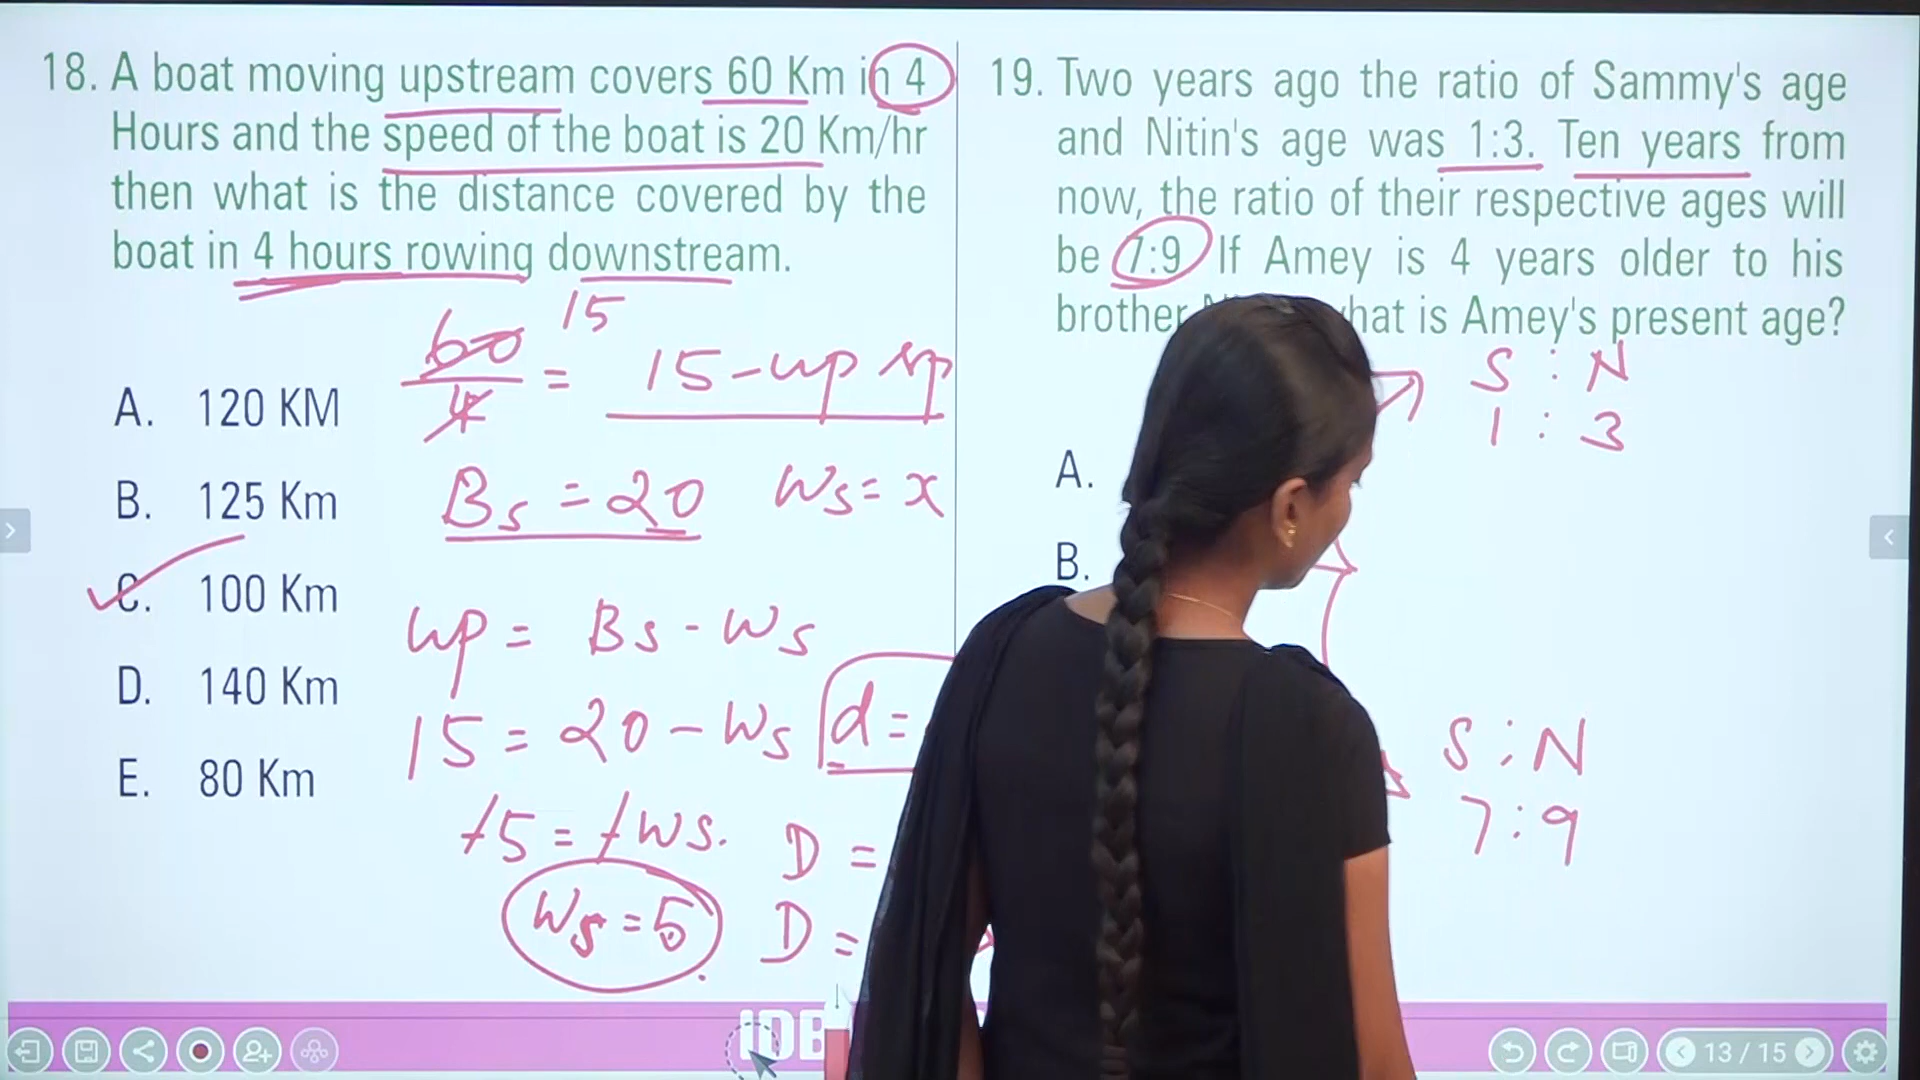 18. A boat moving upstream covers 60 Km in 4
Hours and the speed of the boat is 20 Km/hr
then what is the distance covered by the
boat in 4 hours rowing downstream.
60/4 = 15
15 - up sp
A. 120 KM
Bs = 20 Ws = x
B. 125 Km
C. 100 Km
up = Bs - Ws
D. 140 Km
15 = 20 - Ws
d =
E. 80 Km
+5 = +Ws.
D =
Ws = 5
D =
19. Two years ago the ratio of Sammy's age
and Nitin's age was 1:3. Ten years from
now, the ratio of their respective ages will
be 7:9 If Amey is 4 years older to his
brother hat is Amey's present age?
S : N
1 : 3
A.
B.
S : N
7 : 9
IDB
13 / 15